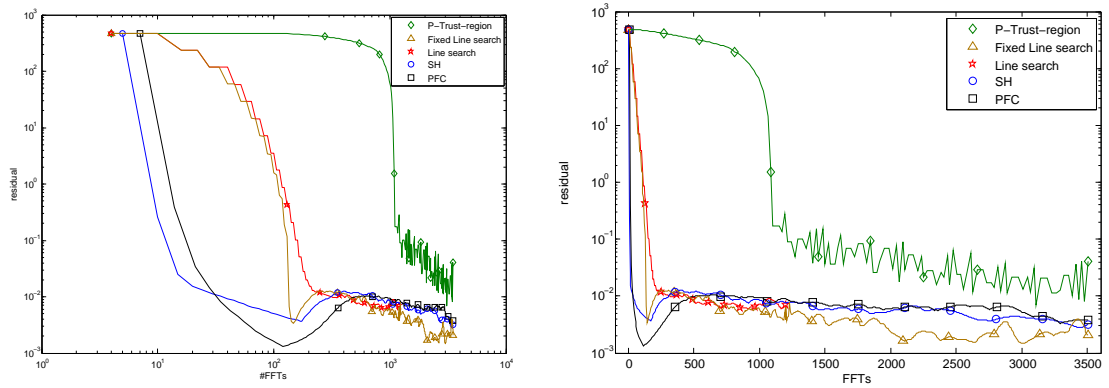 10^3
10^2
10^1
10^0
10^-1
10^-2
10^-3
residual
10^0
10^1
10^2
10^3
10^4
#FFTs
P-Trust-region
Fixed Line search
Line search
SH
PFC
10^3
10^2
10^1
10^0
10^-1
10^-2
10^-3
residual
0
500
1000
1500
2000
2500
3000
3500
FFTs
P-Trust-region
Fixed Line search
Line search
SH
PFC